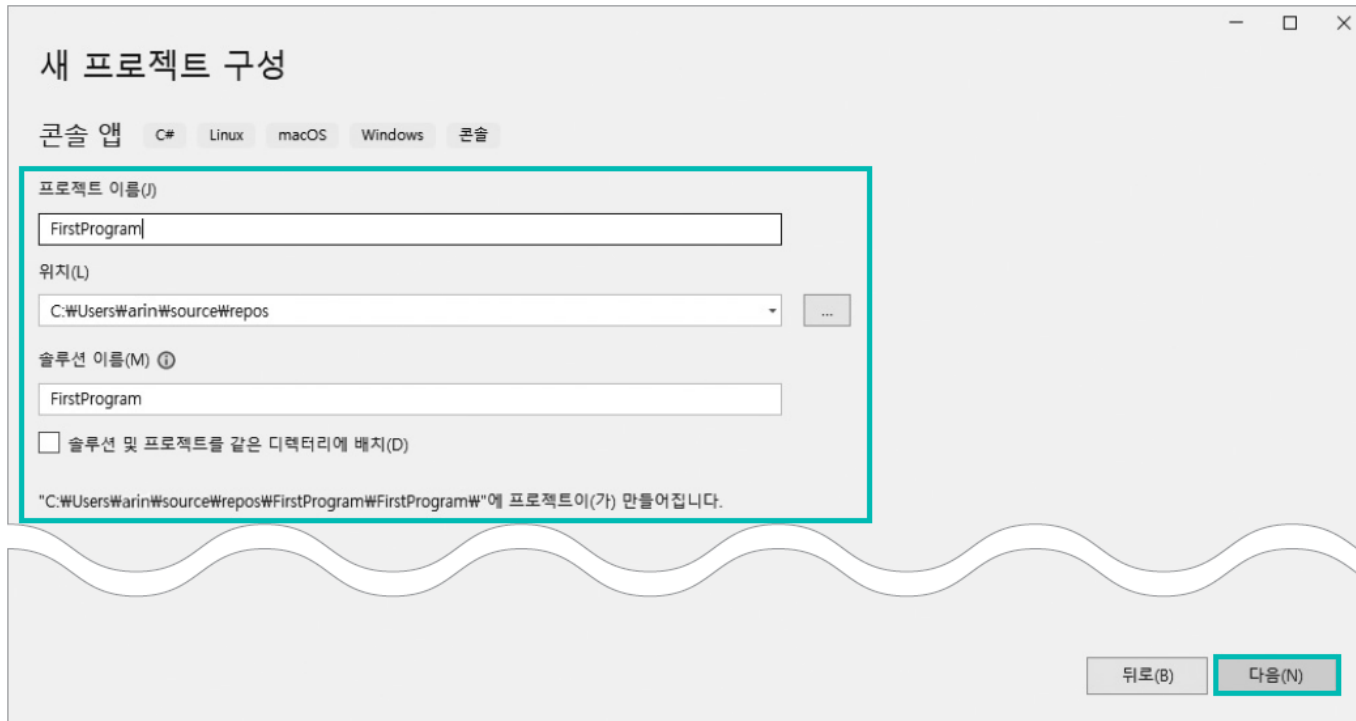 새 프로젝트 구성
콘솔 앱 C# Linux macOS Windows 콘솔
프로젝트 이름(J)
FirstProgram
위치(L)
C:₩Users₩arin₩source₩repos
...
솔루션 이름(M)
FirstProgram
솔루션 및 프로젝트를 같은 디렉터리에 배치(D)
"C:₩Users₩arin₩source₩repos₩FirstProgram₩FirstProgram₩"에 프로젝트이(가) 만들어집니다.
뒤로(B) 다음(N)